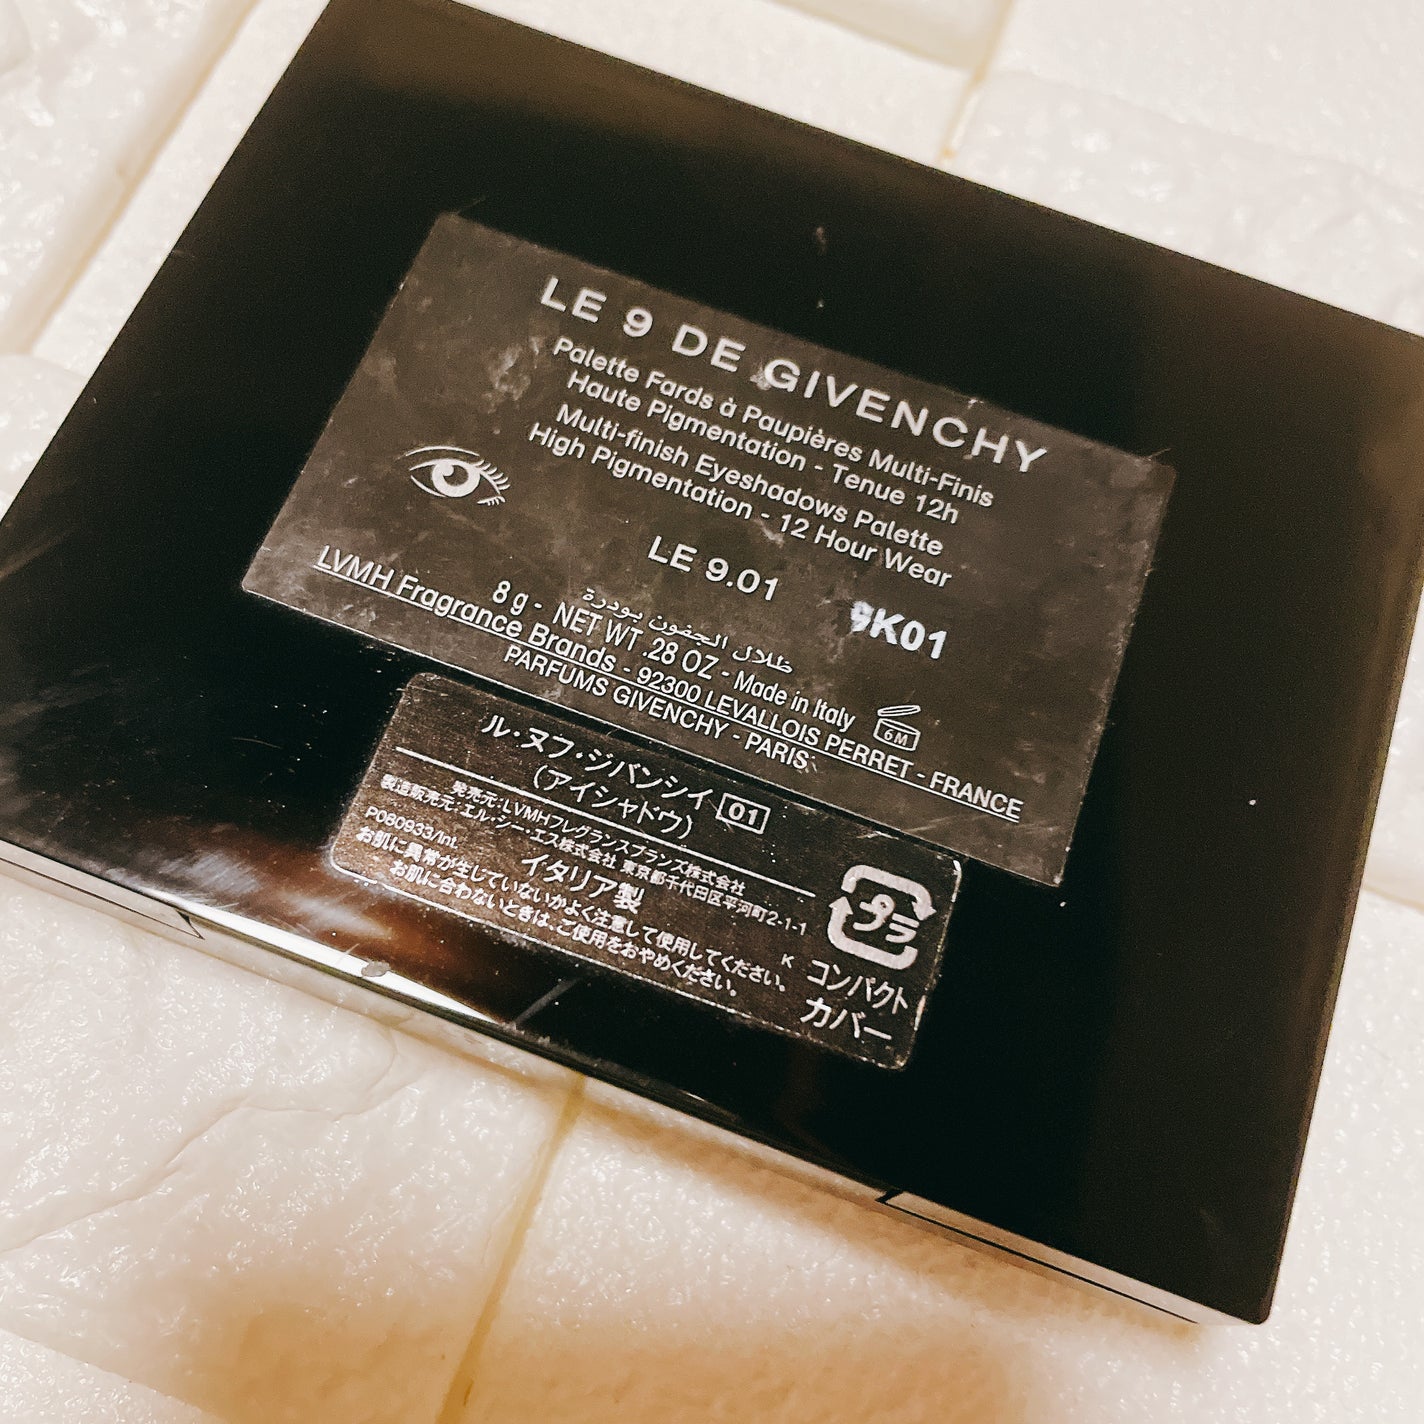 LE 9 DE GIVENCHY
Palette Fards à Paupières Multi-Finis
Haute Pigmentation - Tenue 12h
Multi-finish Eyeshadows Palette
High Pigmentation - 12 Hour Wear
LE 9.01
9K01
ظلال الجفون بودرة
8 g - NET WT .28 OZ - Made in Italy
6M
LVMH Fragrance Brands - 92300 LEVALLOIS PERRET - FRANCE
PARFUMS GIVENCHY - PARIS
ル・ヌフ・ジバンシイ 01
(アイシャドウ)
発売元:LVMHフレグランスブランズ株式会社
製造販売元:エル・シー・エス株式会社 東京都千代田区平河町2-1-1
P080933/Int.
イタリア製
お肌に異常が生じていないかよく注意して使用してください。
お肌に合わないときは、ご使用をおやめください。
K
プラ
コンパクト
カバー